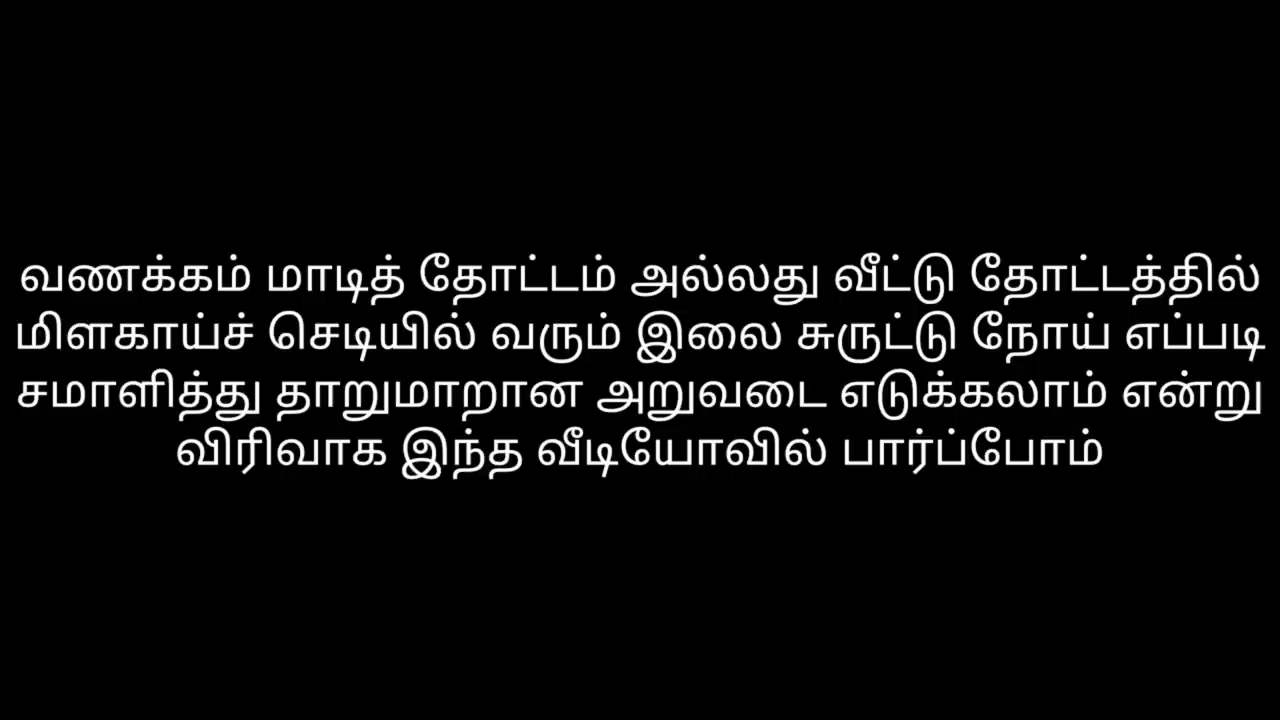 வணக்கம் மாடித் தோட்டம் அல்லது வீட்டு தோட்டத்தில்
மிளகாய்ச் செடியில் வரும் இலை சுருட்டு நோய் எப்படி
சமாளித்து தாறுமாறான அறுவடை எடுக்கலாம் என்று
விரிவாக இந்த வீடியோவில் பார்ப்போம்